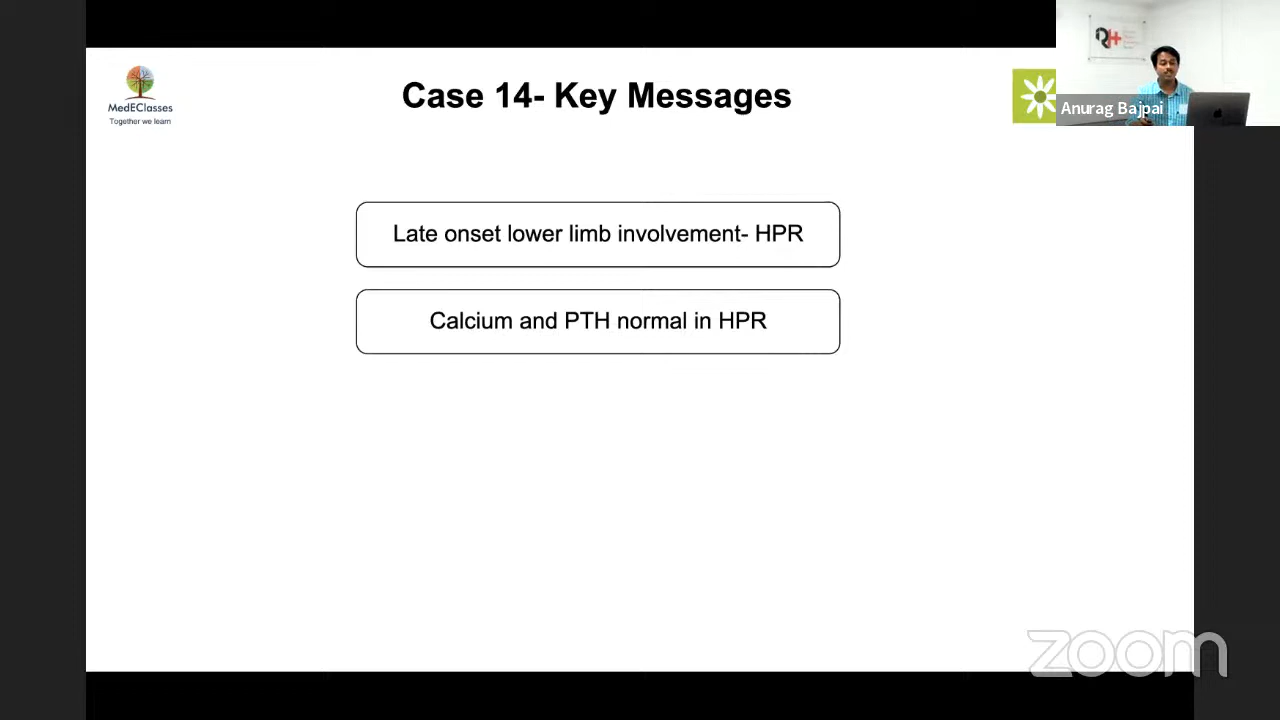 MedEClasses
Together we learn
Case 14- Key Messages
Anurag Bajpai
Late onset lower limb involvement- HPR
Calcium and PTH normal in HPR
zoom